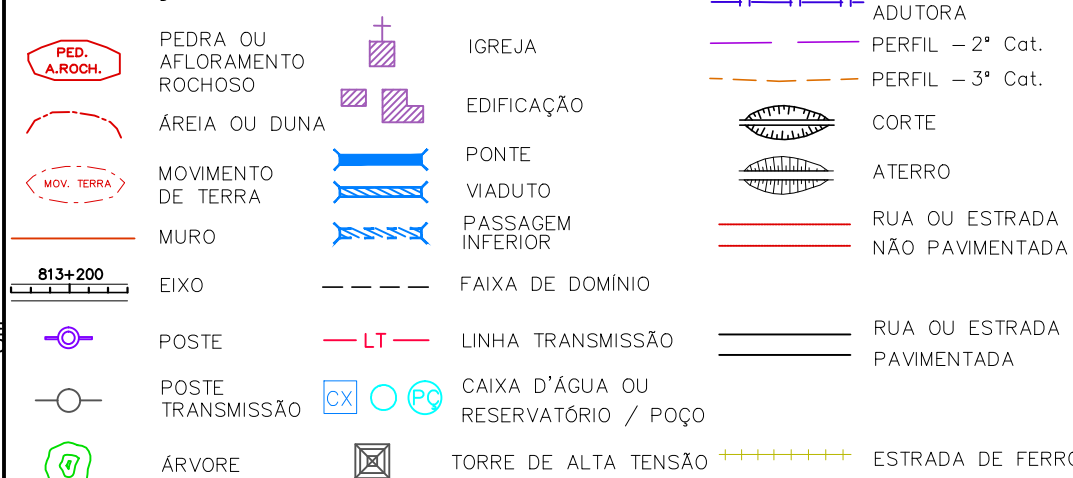 PED.
A.ROCH.
PEDRA OU
AFLORAMENTO
ROCHOSO
ÁREIA OU DUNA
MOV. TERRA
MOVIMENTO
DE TERRA
MURO
813+200
EIXO
POSTE
POSTE
TRANSMISSÃO
ÁRVORE
IGREJA
EDIFICAÇÃO
PONTE
VIADUTO
PASSAGEM
INFERIOR
FAIXA DE DOMÍNIO
LT
LINHA TRANSMISSÃO
CX
PÇ
CAIXA D'ÁGUA OU
RESERVATÓRIO / POÇO
TORRE DE ALTA TENSÃO
ADUTORA
PERFIL – 2ª Cat.
PERFIL – 3ª Cat.
CORTE
ATERRO
RUA OU ESTRADA
NÃO PAVIMENTADA
RUA OU ESTRADA
PAVIMENTADA
ESTRADA DE FERRO